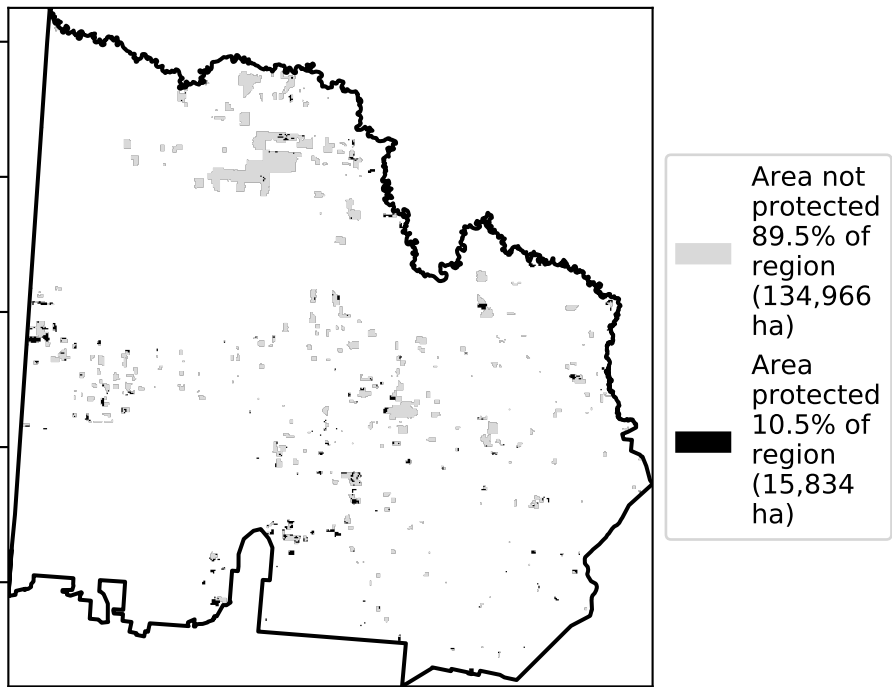 Area not
protected
89.5% of
region
(134,966
ha)
Area
protected
10.5% of
region
(15,834
ha)